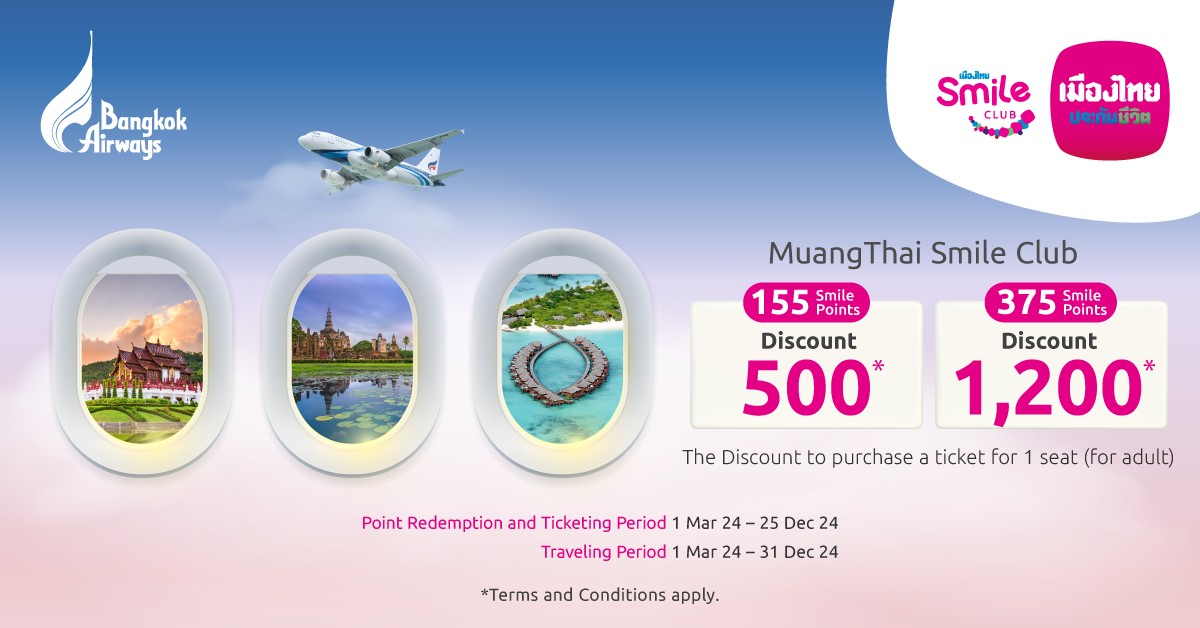 Bangkok
Airways
เมืองไทย
Smile
CLUB
เมืองไทย
ประกันชีวิต
MuangThai Smile Club
155 Smile Points
Discount
500*
375 Smile Points
Discount
1,200*
The Discount to purchase a ticket for 1 seat (for adult)
Point Redemption and Ticketing Period 1 Mar 24 – 25 Dec 24
Traveling Period 1 Mar 24 – 31 Dec 24
*Terms and Conditions apply.